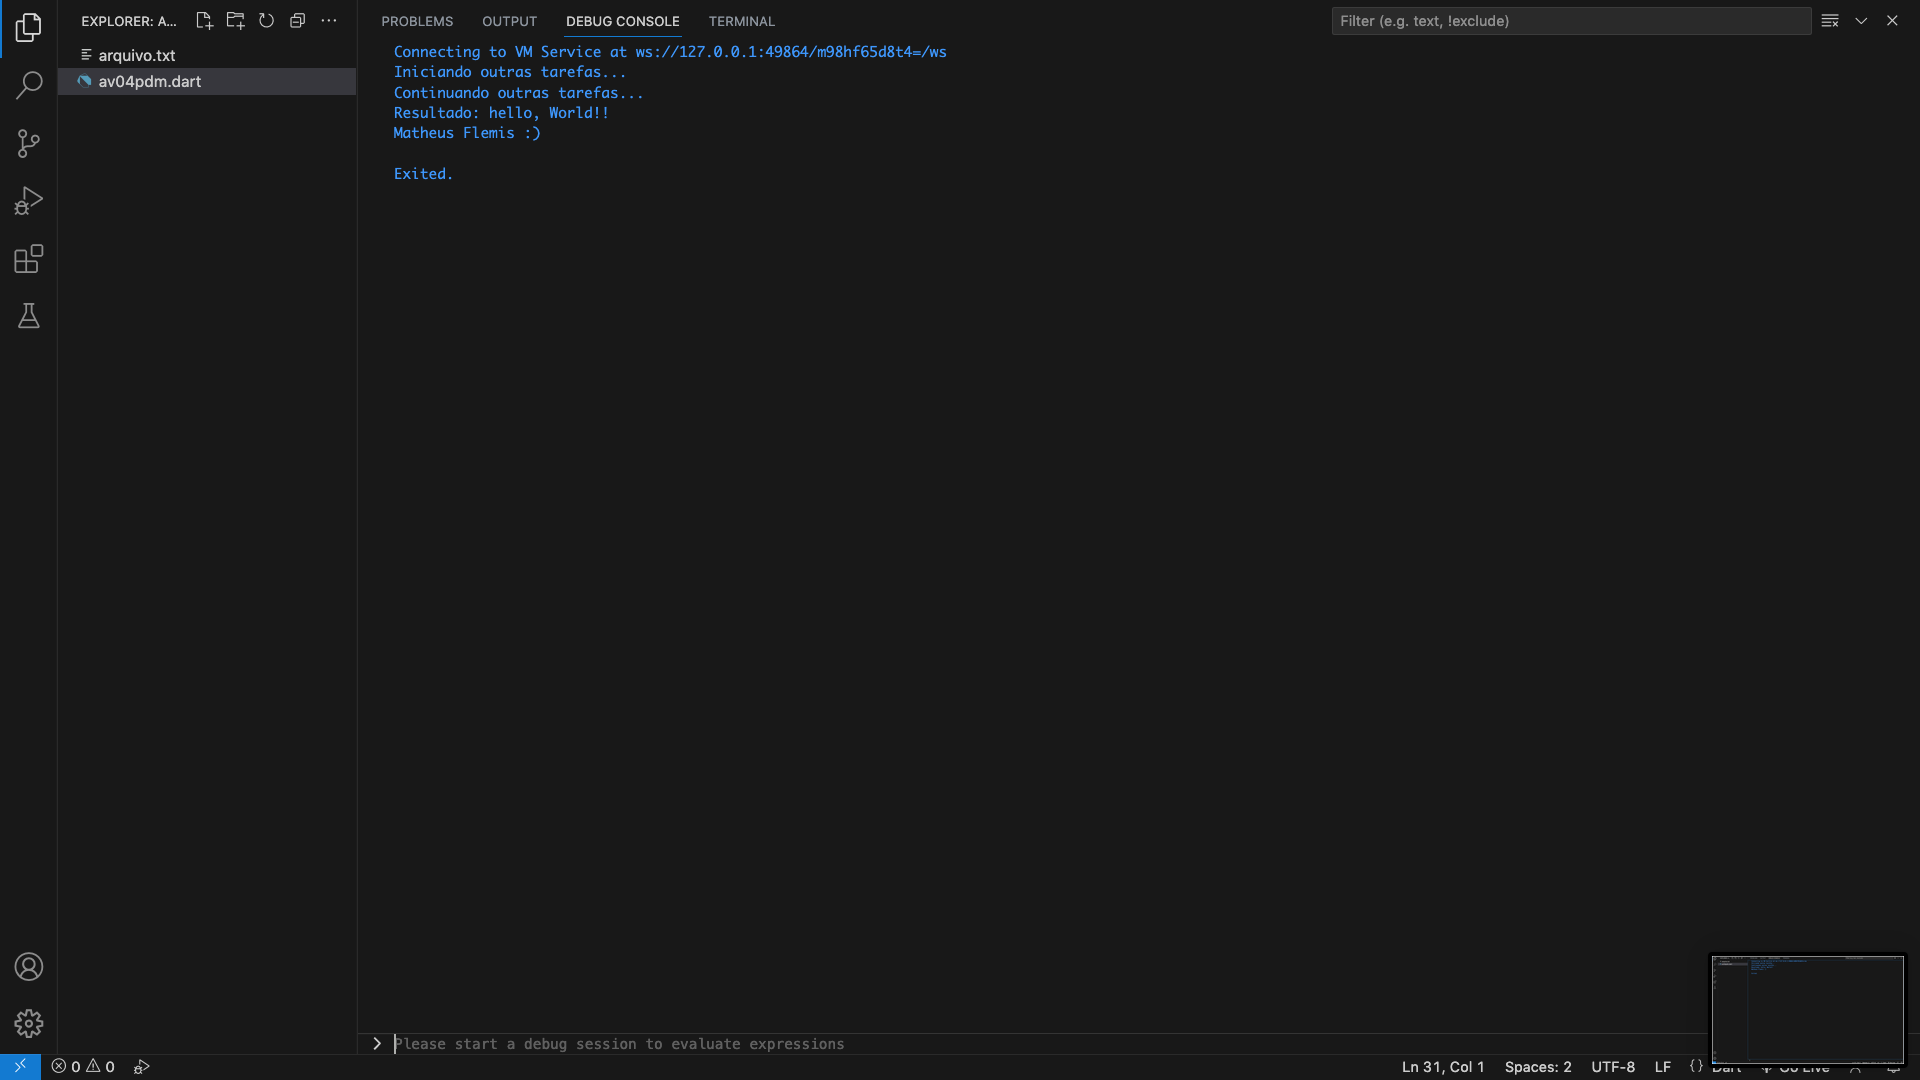 EXPLORER: A...
arquivo.txt
av04pdm.dart
PROBLEMS OUTPUT DEBUG CONSOLE TERMINAL
Filter (e.g. text, !exclude)
Connecting to VM Service at ws://127.0.0.1:49864/m98hf65d8t4=/ws
Iniciando outras tarefas...
Continuando outras tarefas...
Resultado: hello, World!!
Matheus Flemis :)
Exited.
Please start a debug session to evaluate expressions
0 0
Ln 31, Col 1 Spaces: 2 UTF-8 LF {} Dart Go Live